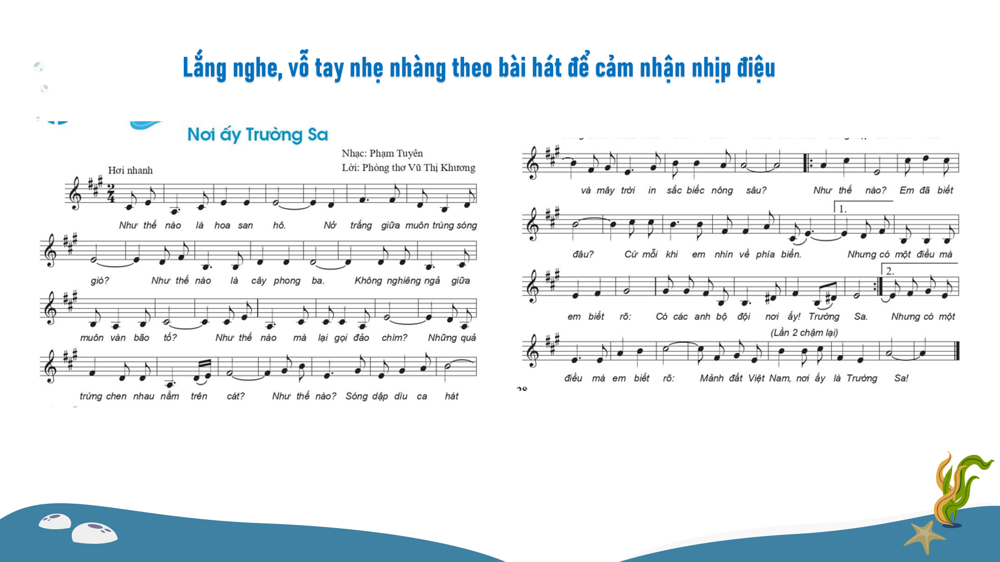 Lắng nghe, vỗ tay nhẹ nhàng theo bài hát để cảm nhận nhịp điệu
Nơi ấy Trường Sa
Nhạc: Phạm Tuyên
Lời: Phỏng thơ Vũ Thị Khương
Hơi nhanh
2
4
Như thế nào là hoa san hô. Nở trắng giữa muôn trùng sóng
gió? Như thế nào là cây phong ba. Không nghiêng ngả giữa
muôn vàn bão tố? Như thế nào mà lại gọi đảo chìm? Những quả
trứng chen nhau nằm trên cát? Như thế nào? Sóng dập dìu ca hát
và mây trời in sắc biếc nông sâu? Như thế nào? Em đã biết
1.
đâu? Cứ mỗi khi em nhìn về phía biển. Nhưng có một điều mà
2.
em biết rõ: Có các anh bộ đội nơi ấy! Trường Sa. Nhưng có một
(Lần 2 chậm lại)
điều mà em biết rõ: Mảnh đất Việt Nam, nơi ấy là Trường Sa!